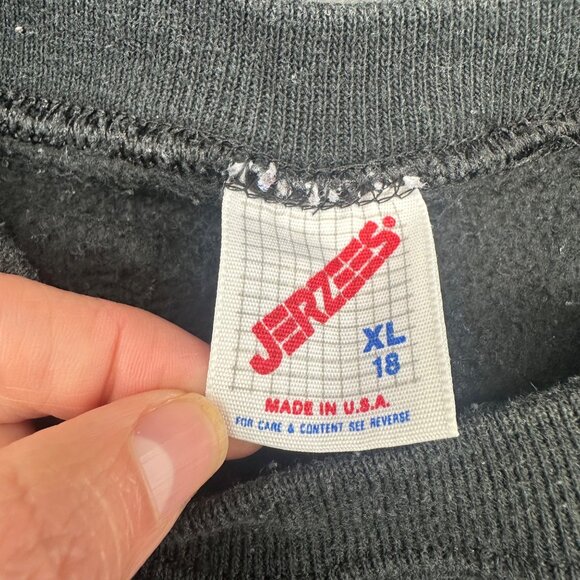 JERZEES.
XL
18
MADE IN U.S.A.
FOR CARE & CONTENT SEE REVERSE